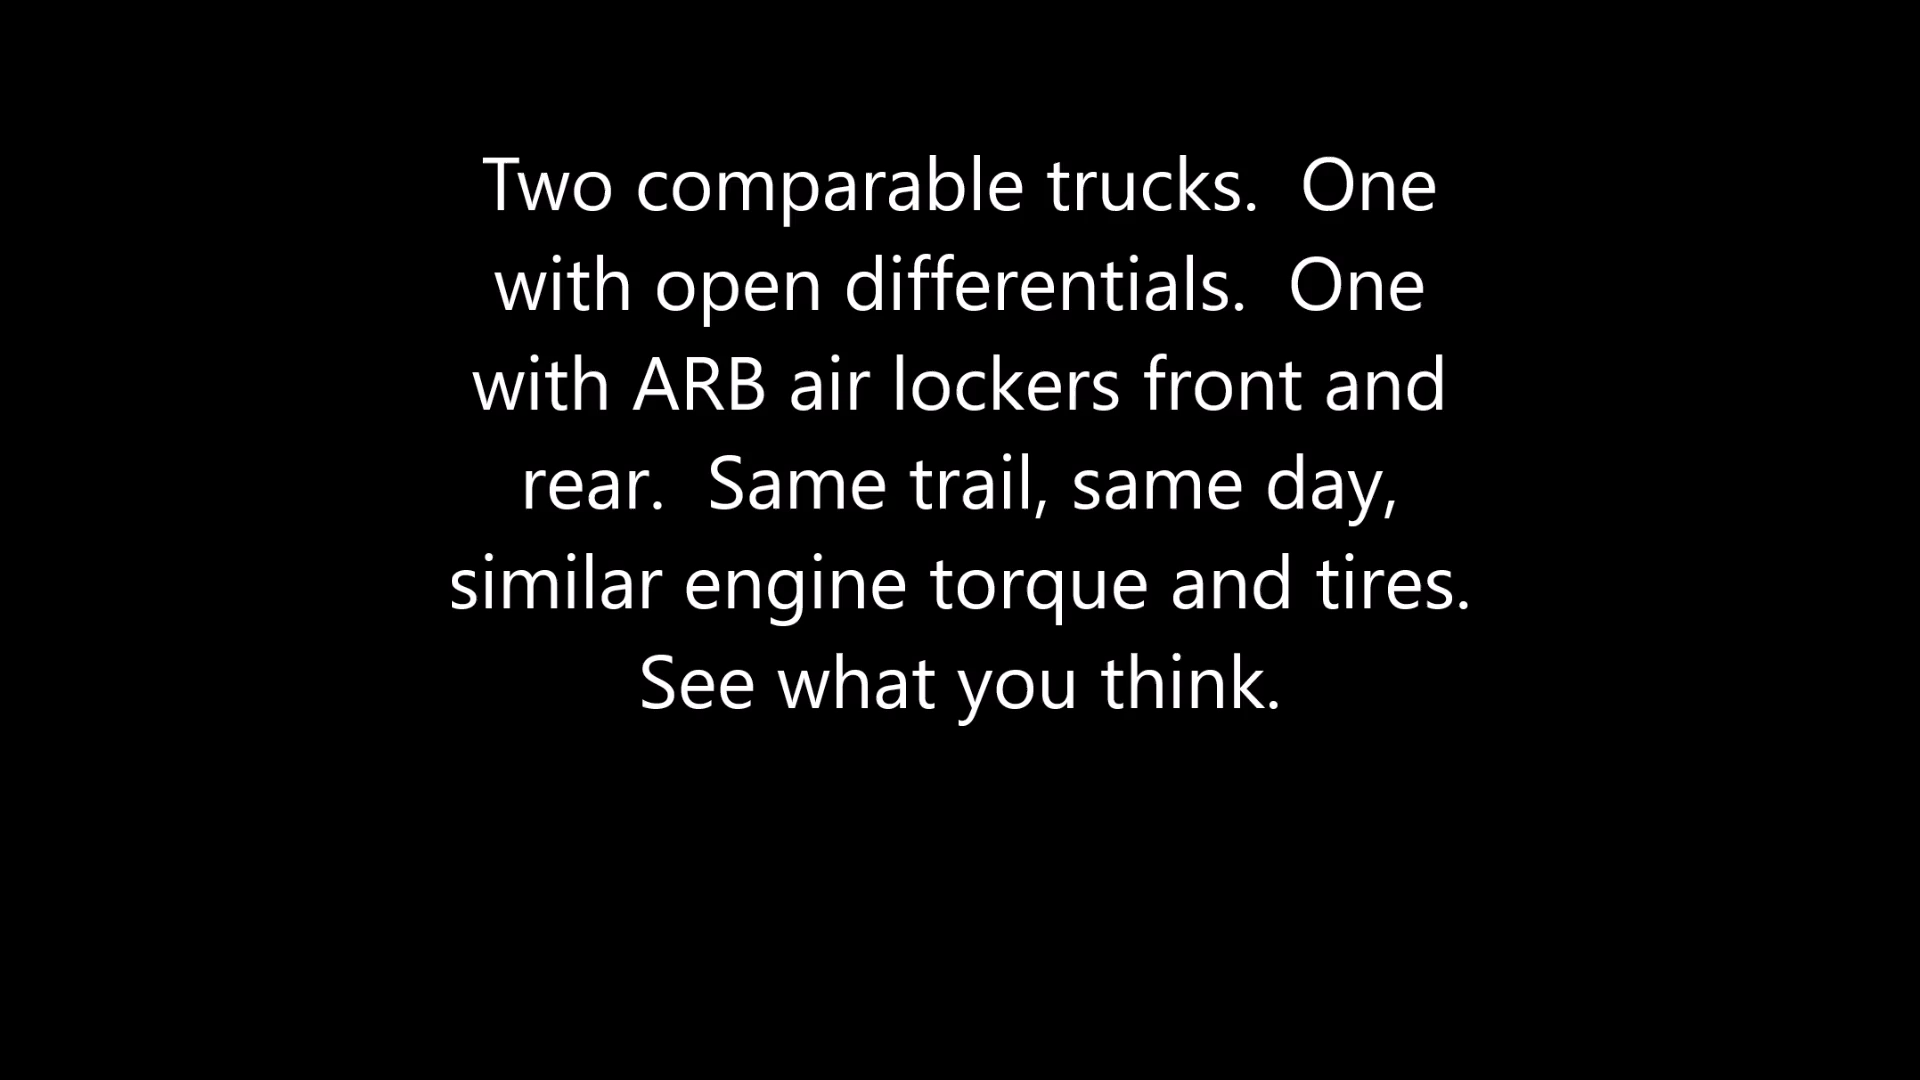 Two comparable trucks.  One
with open differentials.  One
with ARB air lockers front and
rear.  Same trail, same day,
similar engine torque and tires.
See what you think.